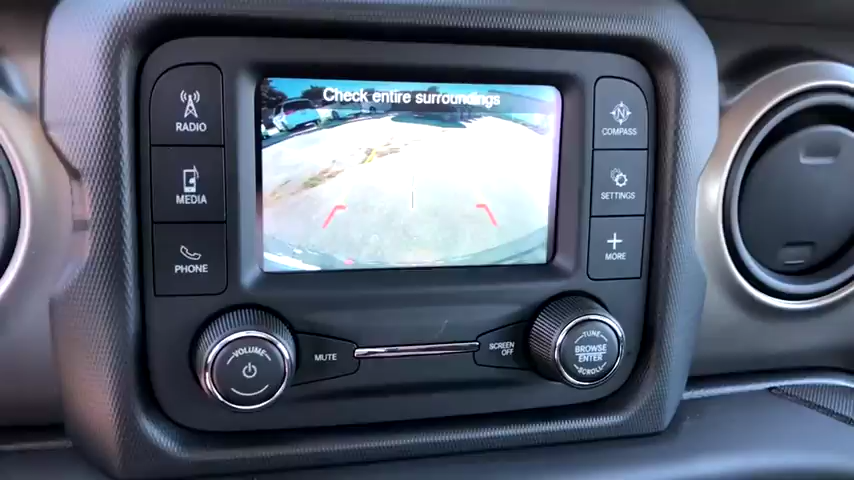 Check entire surroundings
RADIO
MEDIA
PHONE
N
COMPASS
SETTINGS
MORE
VOLUME
MUTE
SCREEN
OFF
TUNE
BROWSE
ENTER
SCROLL